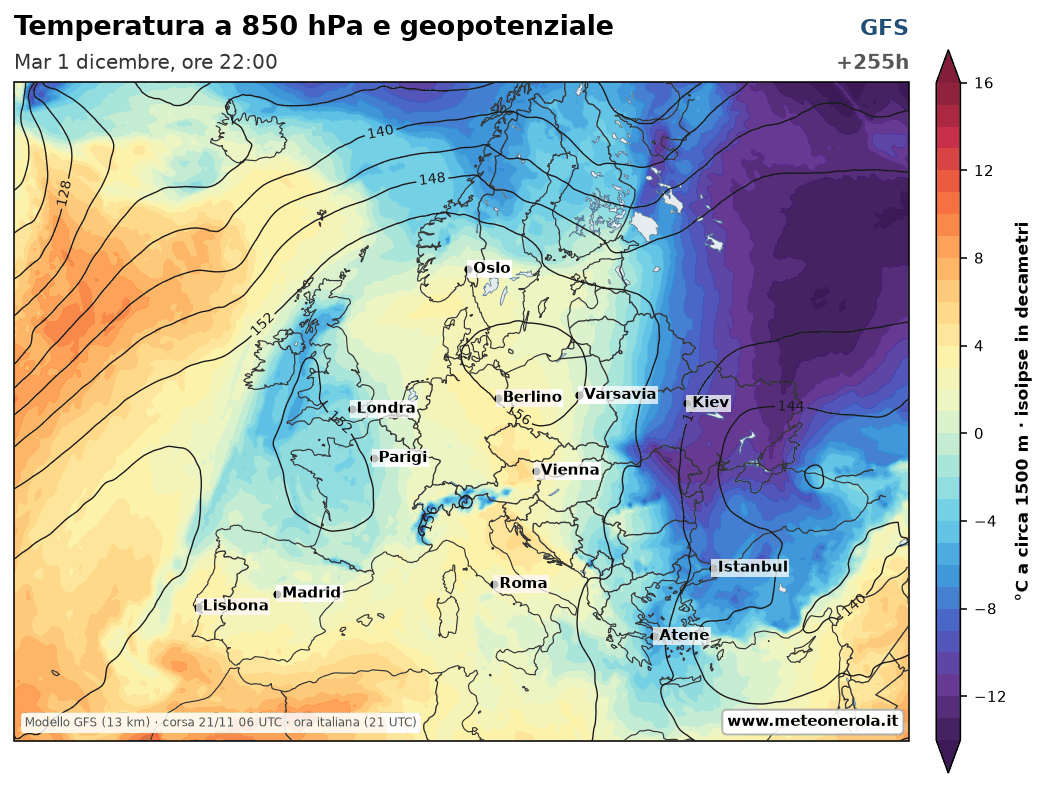 Temperatura a 850 hPa e geopotenziale
GFS
Mar 1 dicembre, ore 22:00
+255h
140
148
128
152
Oslo
Berlino
156
Varsavia
Kiev
144
Londra
152
Parigi
Vienna
156
Istanbul
Roma
Madrid
Lisbona
Atene
140
Modello GFS (13 km) · corsa 21/11 06 UTC · ora italiana (21 UTC)
www.meteonerola.it
16
12
8
4
0
−4
−8
−12
°C a circa 1500 m · isoipse in decametri